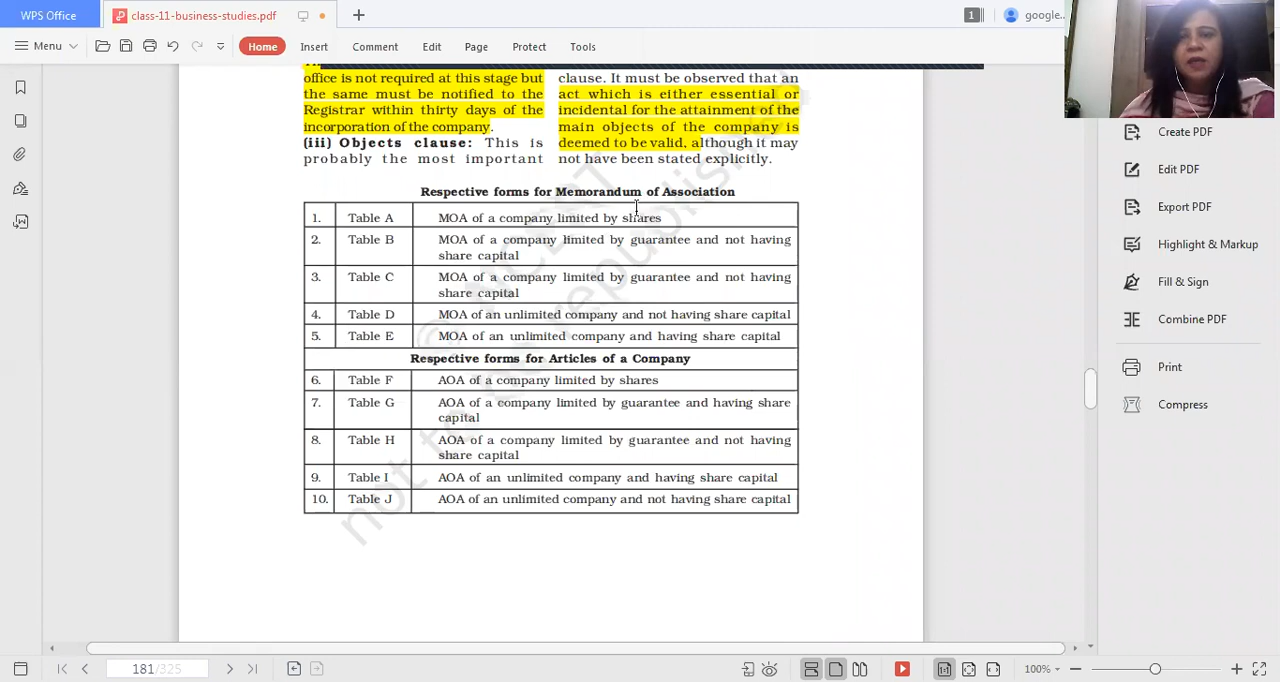 WPS Office
class-11-business-studies.pdf
1
google...
Menu
Home
Insert
Comment
Edit
Page
Protect
Tools
office is not required at this stage but
the same must be notified to the
Registrar within thirty days of the
incorporation of the company.
(iii) Objects clause: This is
probably the most important
clause. It must be observed that an
act which is either essential or
incidental for the attainment of the
main objects of the company is
deemed to be valid, although it may
not have been stated explicitly.
Respective forms for Memorandum of Association
1. Table A MOA of a company limited by shares
2. Table B MOA of a company limited by guarantee and not having
share capital
3. Table C MOA of a company limited by guarantee and not having
share capital
4. Table D MOA of an unlimited company and not having share capital
5. Table E MOA of an unlimited company and having share capital
Respective forms for Articles of a Company
6. Table F AOA of a company limited by shares
7. Table G AOA of a company limited by guarantee and having share
capital
8. Table H AOA of a company limited by guarantee and not having
share capital
9. Table I AOA of an unlimited company and having share capital
10. Table J AOA of an unlimited company and not having share capital
© NCERT
not to be republished
Create PDF
Edit PDF
Export PDF
Highlight & Markup
Fill & Sign
Combine PDF
Print
Compress
181/325
100%